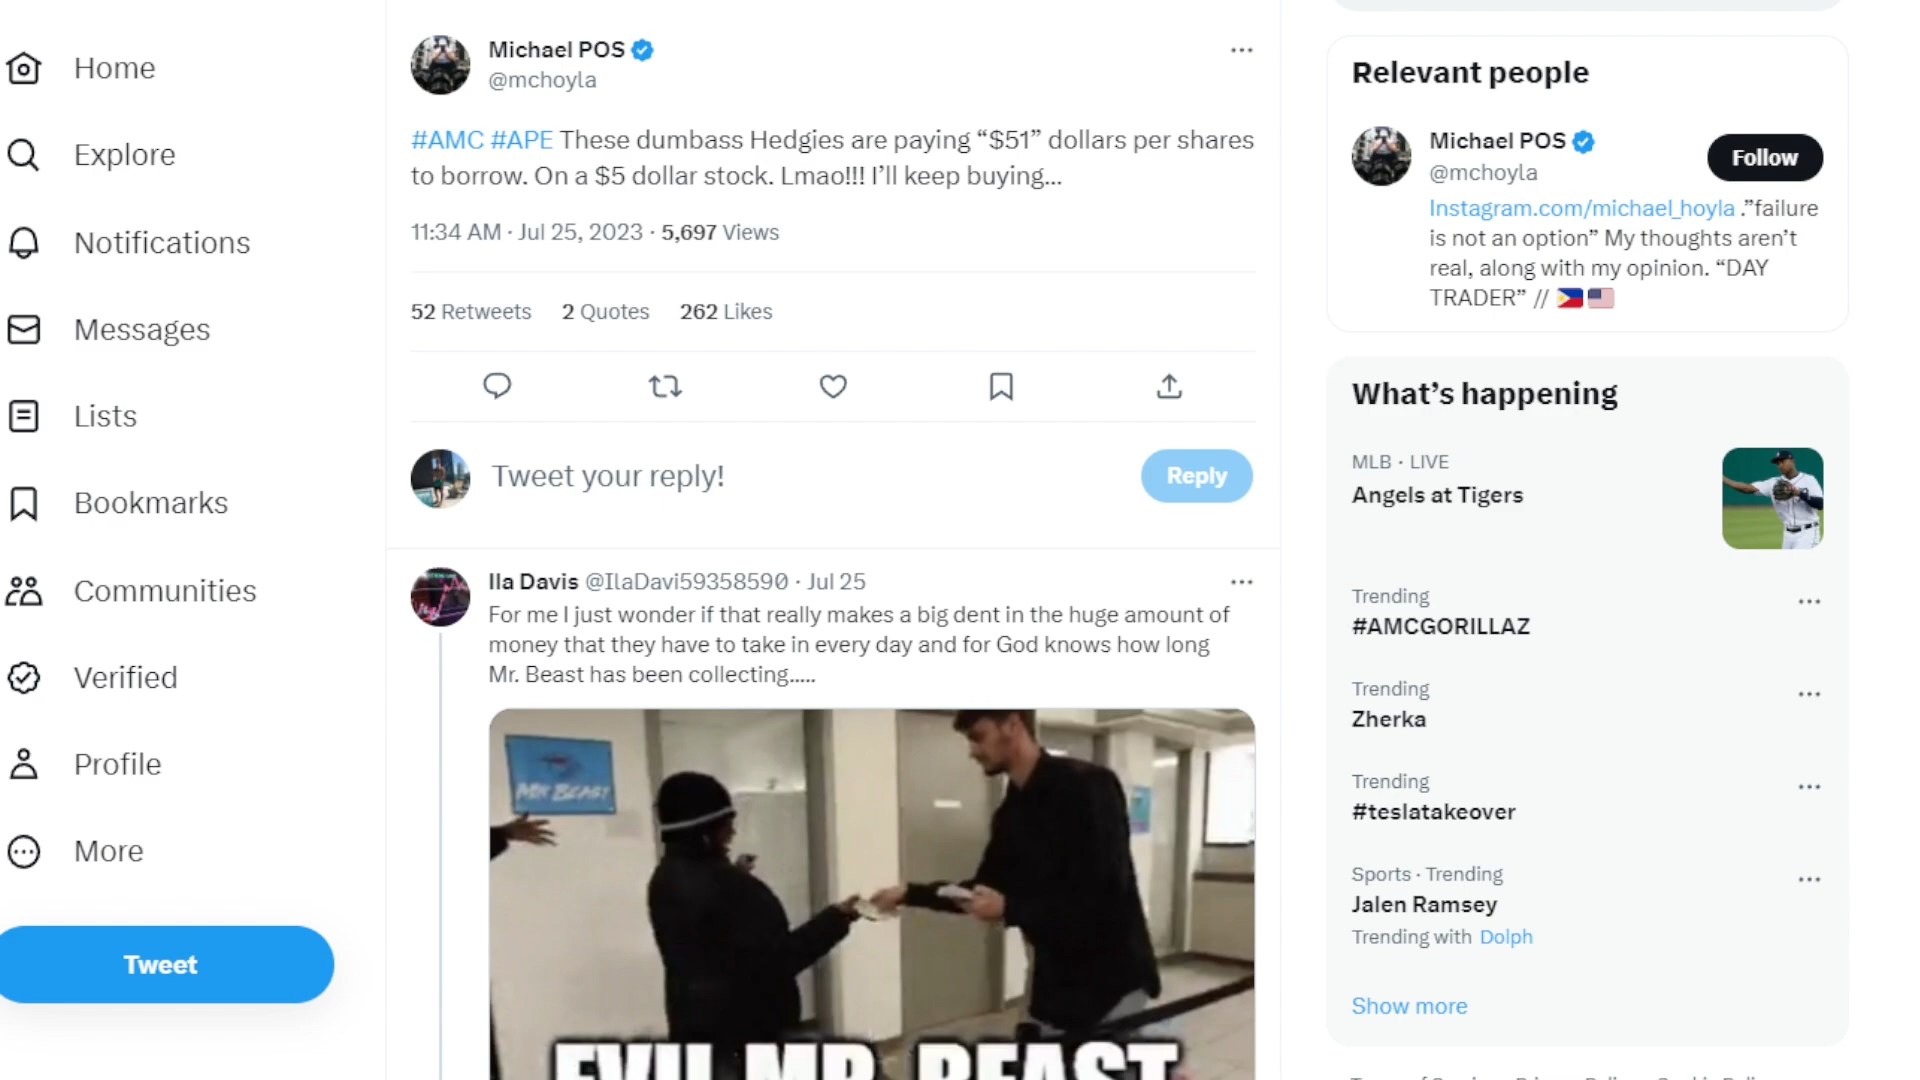 Home
Explore
Notifications
Messages
Lists
Bookmarks
Communities
Verified
Profile
More
Tweet
Michael POS
@mchoyla
#AMC #APE These dumbass Hedgies are paying “$51” dollars per shares
to borrow. On a $5 dollar stock. Lmao!!! I’ll keep buying...
11:34 AM · Jul 25, 2023 · 5,697 Views
52 Retweets 2 Quotes 262 Likes
Tweet your reply!
Reply
Ila Davis @IlaDavi59358590 · Jul 25
For me I just wonder if that really makes a big dent in the huge amount of
money that they have to take in every day and for God knows how long
Mr. Beast has been collecting.....
MR BEAST
EVIL MR. BEAST
Relevant people
Michael POS
@mchoyla
Follow
Instagram.com/michael_hoyla .”failure
is not an option” My thoughts aren’t
real, along with my opinion. “DAY
TRADER” //
What’s happening
MLB · LIVE
Angels at Tigers
Trending
#AMCGORILLAZ
Trending
Zherka
Trending
#teslatakeover
Sports · Trending
Jalen Ramsey
Trending with Dolph
Show more